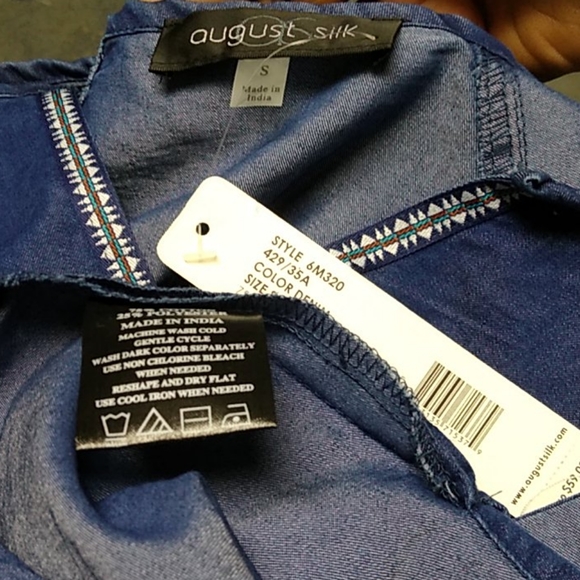 august silk
S
Made in
India
STYLE 6M320
429/35A
COLOR
SIZE
25% POLYESTER
MADE IN INDIA
MACHINE WASH COLD
GENTLE CYCLE
WASH DARK COLOR SEPARATELY
USE NON CHLORINE BLEACH
WHEN NEEDED
RESHAPE AND DRY FLAT
USE COOL IRON WHEN NEEDED
www.augustsilk.com